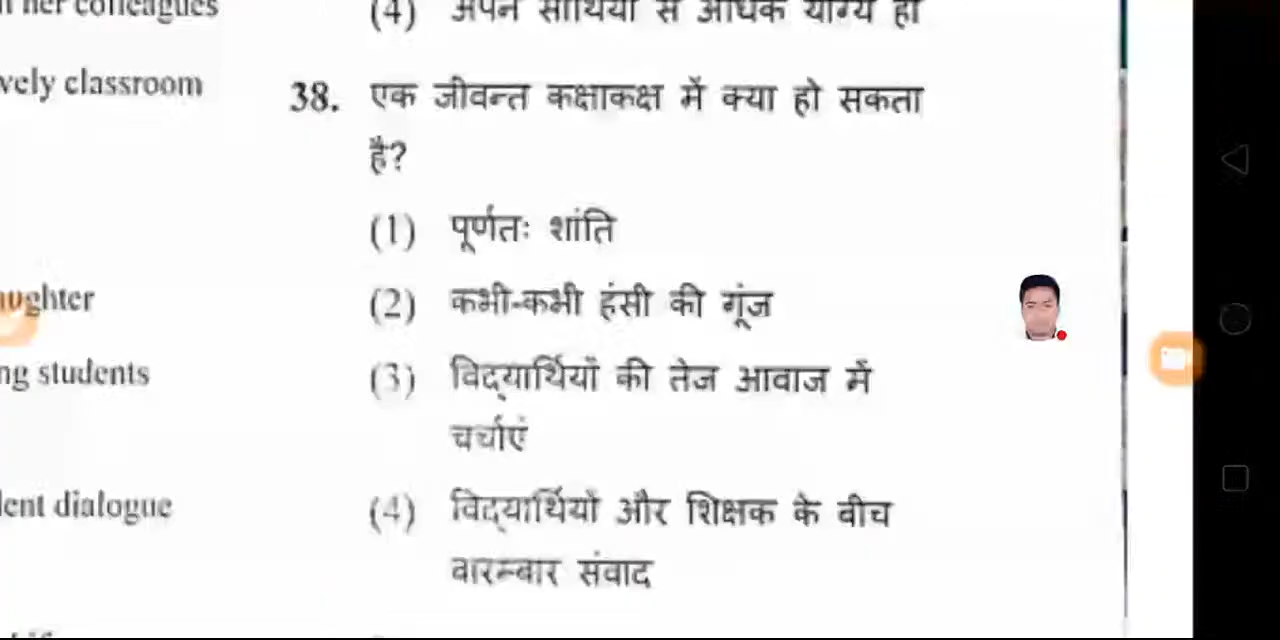 her colleagues
vely classroom
ughter
ng students
lent dialogue
(4) अपने साथियों से अधिक योग्य हो
38. एक जीवन्त कक्षाकक्ष में क्या हो सकता
है?
(1) पूर्णतः शांति
(2) कभी-कभी हंसी की गूंज
(3) विद्यार्थियों की तेज आवाज में
चर्चाएं
(4) विद्यार्थियों और शिक्षक के बीच
बारम्बार संवाद